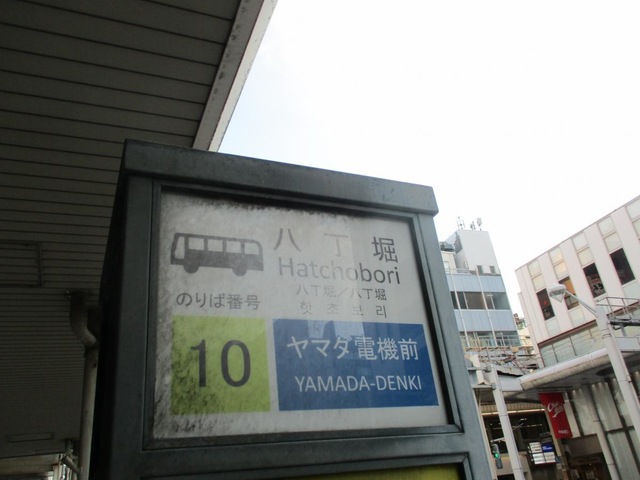 八丁堀
Hatchobori
八丁堀／八丁堀
핫초보리
のりば番号
10
ヤマダ電機前
YAMADA-DENKI